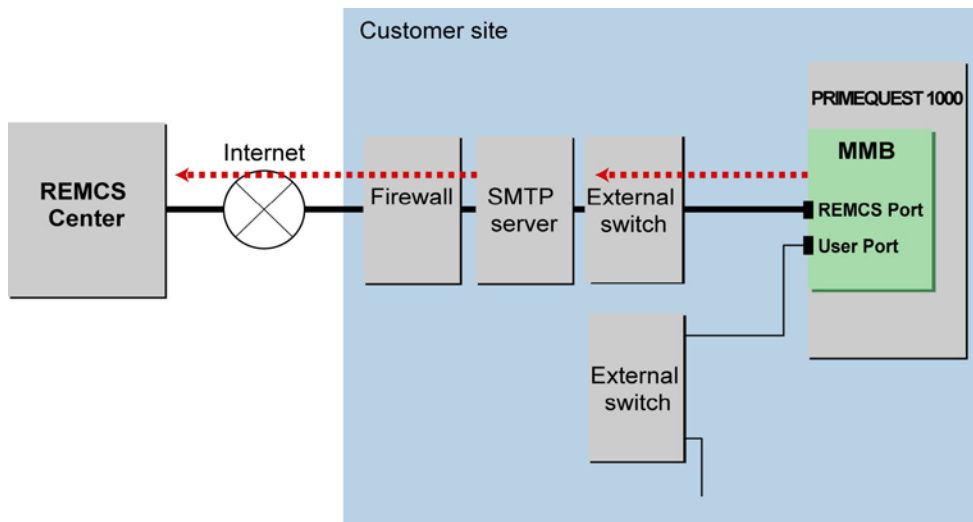 Customer site
PRIMEQUEST 1000
MMB
Internet
REMCS
Center
Firewall
SMTP
server
External
switch
REMCS Port
User Port
External
switch